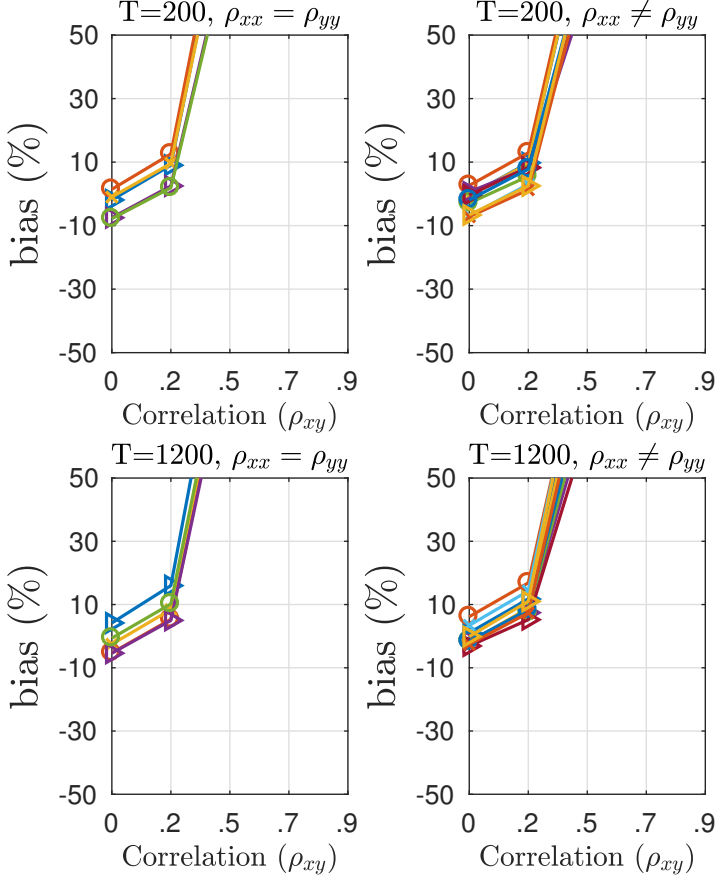 T=200, ρxx = ρyy
50
30
10
-10
-30
-50
bias (%)
0 .2 .5 .7 .9
Correlation (ρxy)
T=200, ρxx ≠ ρyy
50
30
10
-10
-30
-50
bias (%)
0 .2 .5 .7 .9
Correlation (ρxy)
T=1200, ρxx = ρyy
50
30
10
-10
-30
-50
bias (%)
0 .2 .5 .7 .9
Correlation (ρxy)
T=1200, ρxx ≠ ρyy
50
30
10
-10
-30
-50
bias (%)
0 .2 .5 .7 .9
Correlation (ρxy)